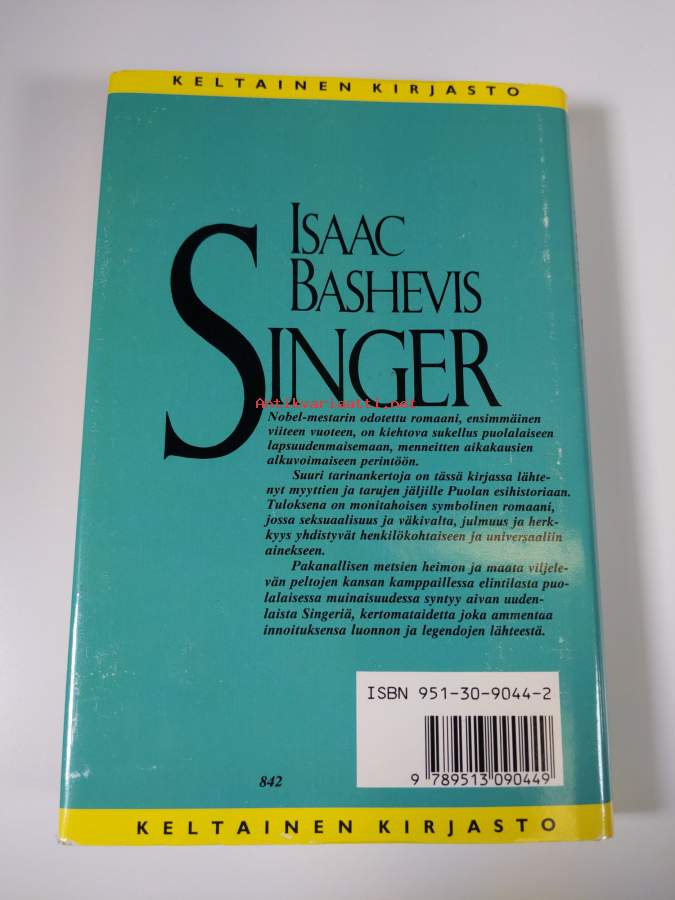 KELTAINEN KIRJASTO
ISAAC
BASHEVIS
SINGER
Antikvariaatti.net
Nobel-mestarin odotettu romaani, ensimmäinen
viiteen vuoteen, on kiehtova sukellus puolalaiseen
lapsuudenmaisemaan, menneitten aikakausien
alkuvoimaiseen perintöön.
Suuri tarinankertoja on tässä kirjassa lähte-
nyt myyttien ja tarujen jäljille Puolan esihistoriaan.
Tuloksena on monitahoisen symbolinen romaani,
jossa seksuaalisuus ja väkivalta, julmuus ja herk-
kyys yhdistyvät henkilökohtaiseen ja universaaliin
ainekseen.
Pakanallisen metsien heimon ja maata viljele-
vän peltojen kansan kamppaillessa elintilasta puo-
lalaisessa muinaisuudessa syntyy aivan uuden-
laista Singeriä, kertomataidetta joka ammentaa
innoituksensa luonnon ja legendojen lähteestä.
ISBN 951-30-9044-2
9 789513 090449
842
KELTAINEN KIRJASTO